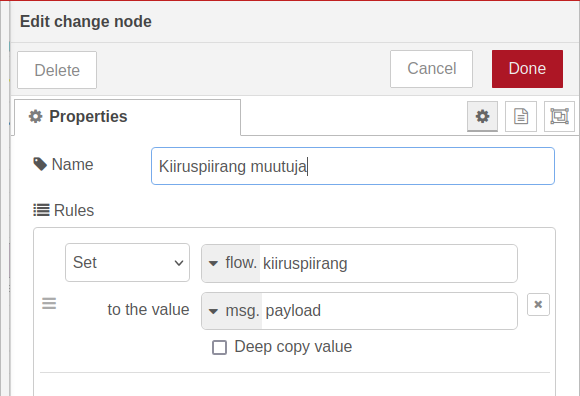 Edit change node
Delete
Cancel
Done
Properties
Name
Kiiruspiirang muutuja
Rules
Set
flow. kiiruspiirang
to the value
msg. payload
Deep copy value